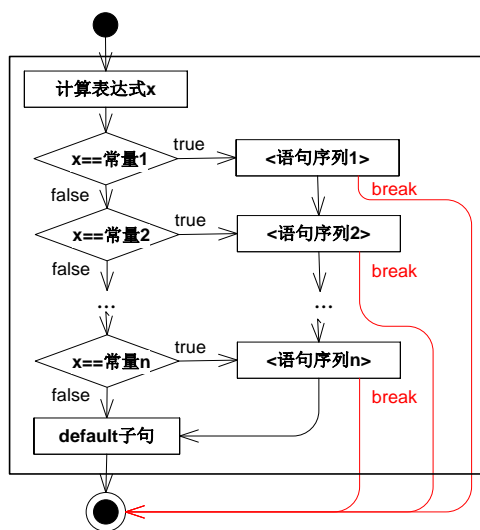 计算表达式x
x==常量1
true
<语句序列1>
false
break
x==常量2
true
<语句序列2>
false
break
...
...
x==常量n
true
<语句序列n>
false
break
default子句